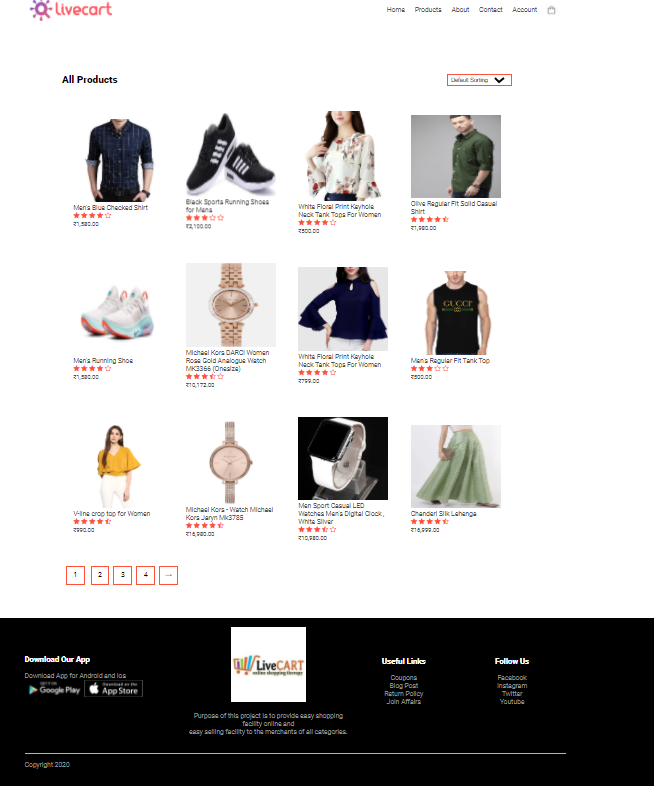 livecart
Home Products About Contact Account
All Products
Default Sorting
Men's Blue Checked Shirt
₹1,580.00
Black Sports Running Shoes
for Mens
₹3,100.00
White Floral Print Keyhole
Neck Tank Tops For Women
₹500.00
Olive Regular Fit Solid Casual
Shirt
₹1,980.00
Men's Running Shoe
₹1,580.00
Michael Kors DARCI Women
Rose Gold Analogue Watch
MK3366 (Onesize)
₹10,172.00
White Floral Print Keyhole
Neck Tank Tops For Women
₹799.00
GUCCI
Men's Regular Fit Tank Top
₹500.00
V-line crop top for Women
₹990.00
Michael Kors - Watch Michael
Kors Jaryn Mk3785
₹16,980.00
Men Sport Casual LED
Watches Men's Digital Clock ,
White Silver
₹10,980.00
Chanderi Silk Lehenga
₹16,999.00
1 2 3 4 →
Download Our App
Download App for Android and ios
GET IT ON
Google Play
Download on the
App Store
LiveCART
online shopping therapy
Purpose of this project is to provide easy shopping
facility online and
easy selling facility to the merchants of all categories.
Useful Links
Coupons
Blog Post
Return Policy
Join Affairs
Follow Us
Facebook
Instagram
Twitter
Youtube
Copyright 2020